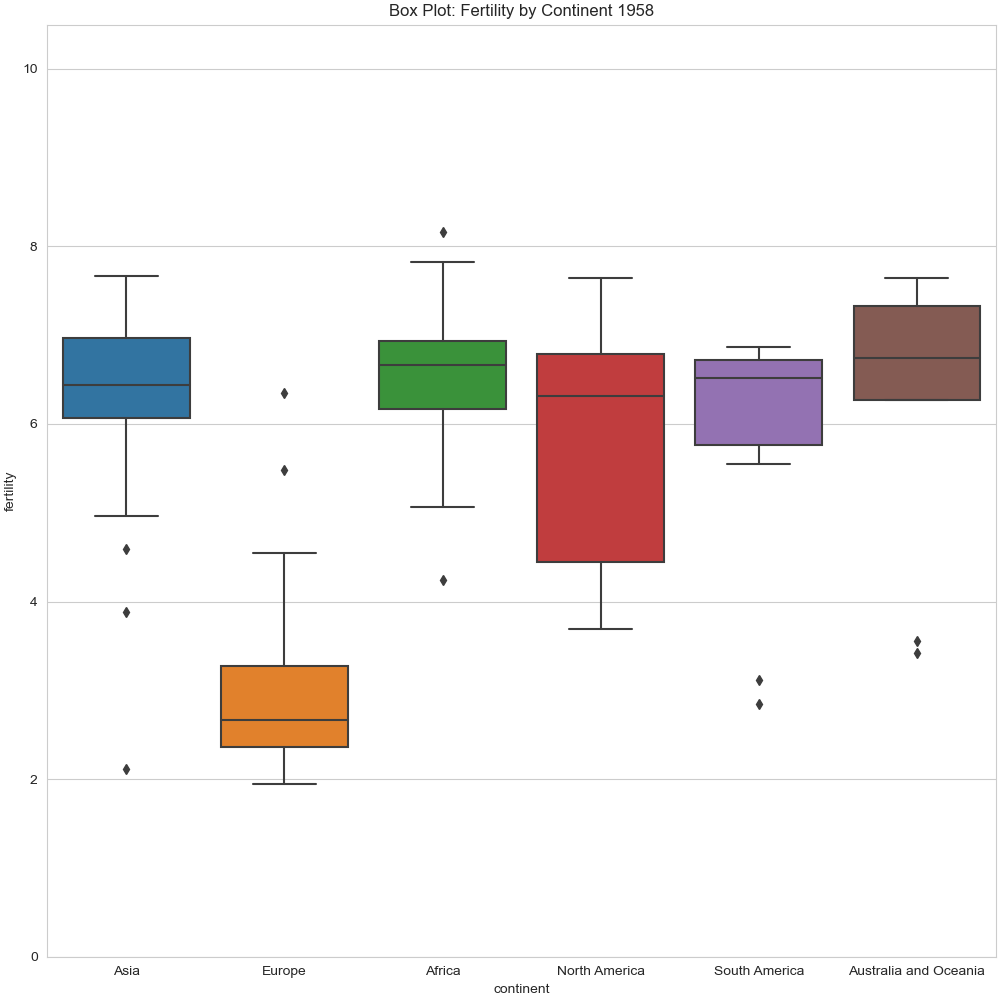 Box Plot: Fertility by Continent 1958
10
8
6
4
2
0
fertility
Asia
Europe
Africa
North America
South America
Australia and Oceania
continent